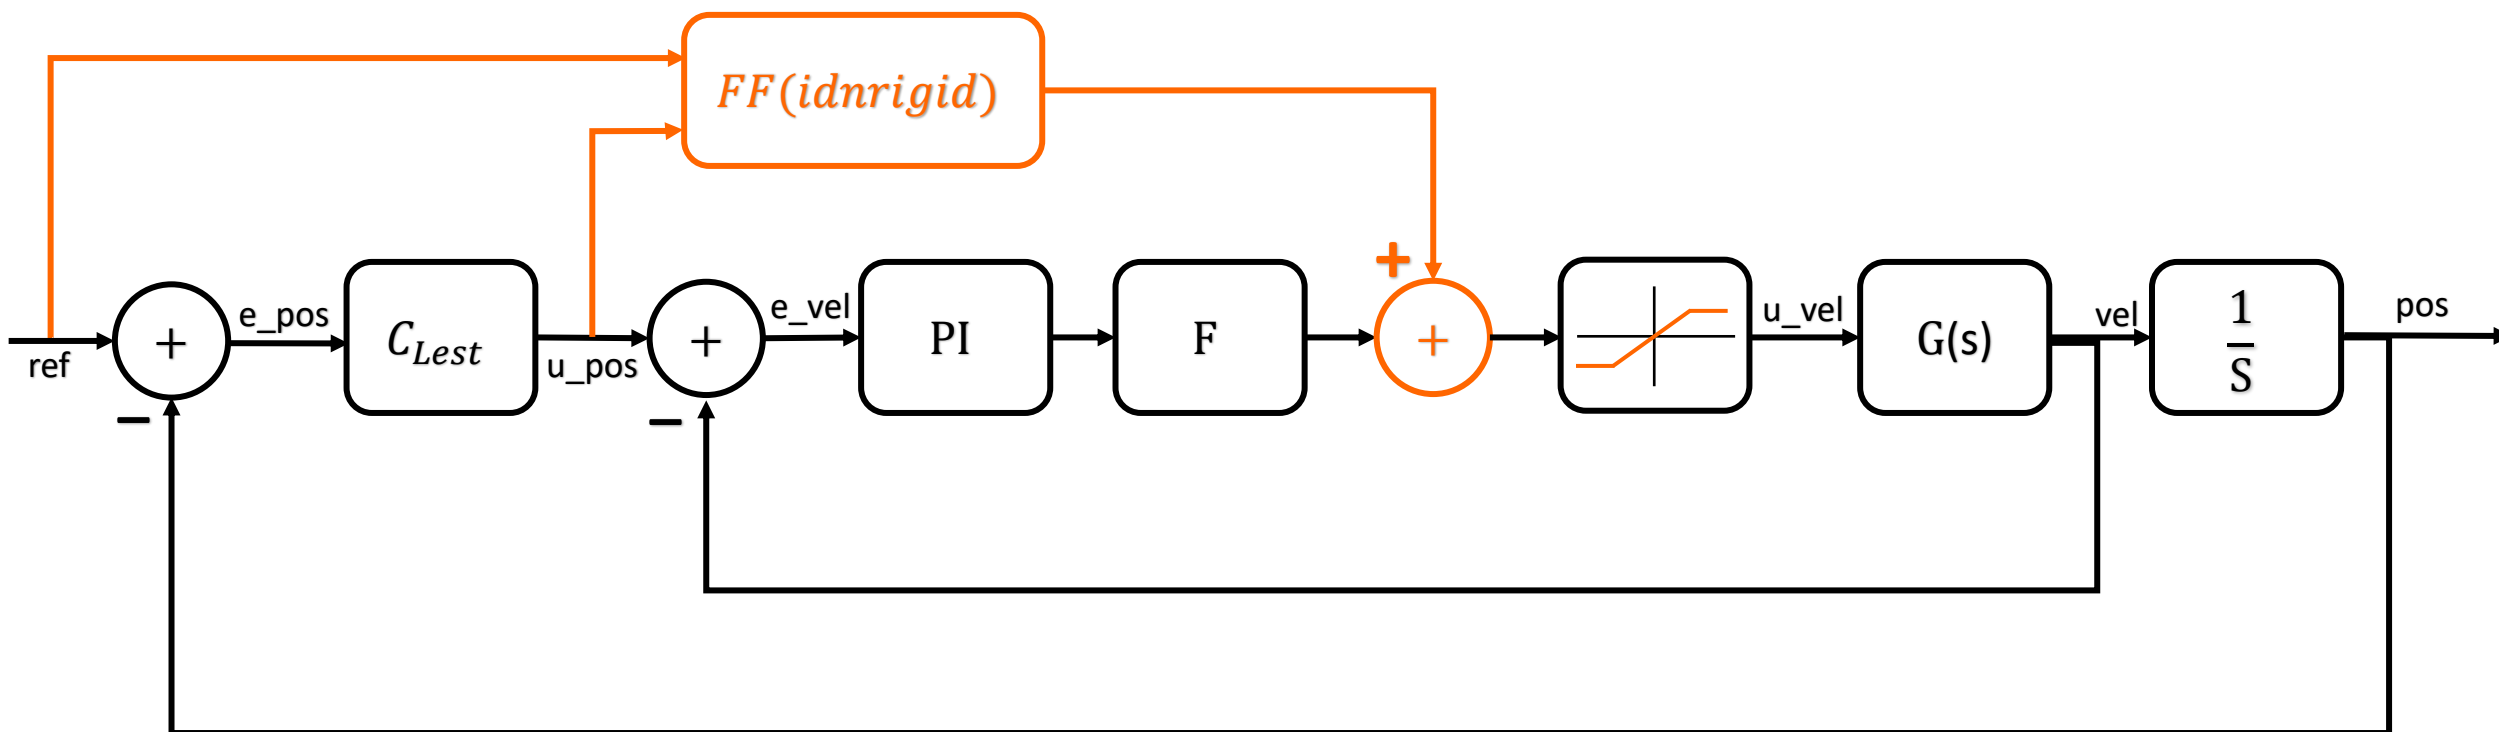 FF(idnrigid)
+
ref
+
−
e_pos
C_Lest
u_pos
+
−
e_vel
PI
F
+
u_vel
G(s)
vel
1
S
pos